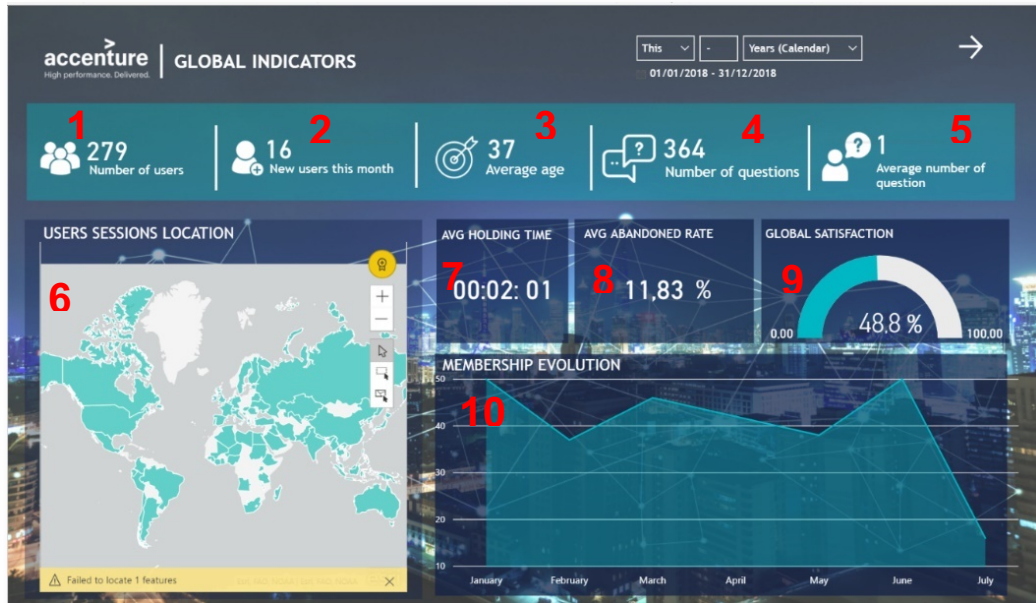 accenture
High performance. Delivered.
GLOBAL INDICATORS
This
-
Years (Calendar)
01/01/2018 - 31/12/2018
1
279
Number of users
2
16
New users this month
3
37
Average age
4
364
Number of questions
5
1
Average number of
question
USERS SESSIONS LOCATION
6
Failed to locate 1 features
AVG HOLDING TIME
7
00:02: 01
AVG ABANDONED RATE
8
11,83 %
GLOBAL SATISFACTION
9
48.8 %
0,00
100,00
MEMBERSHIP EVOLUTION
10
50
40
30
20
10
January February March April May June July